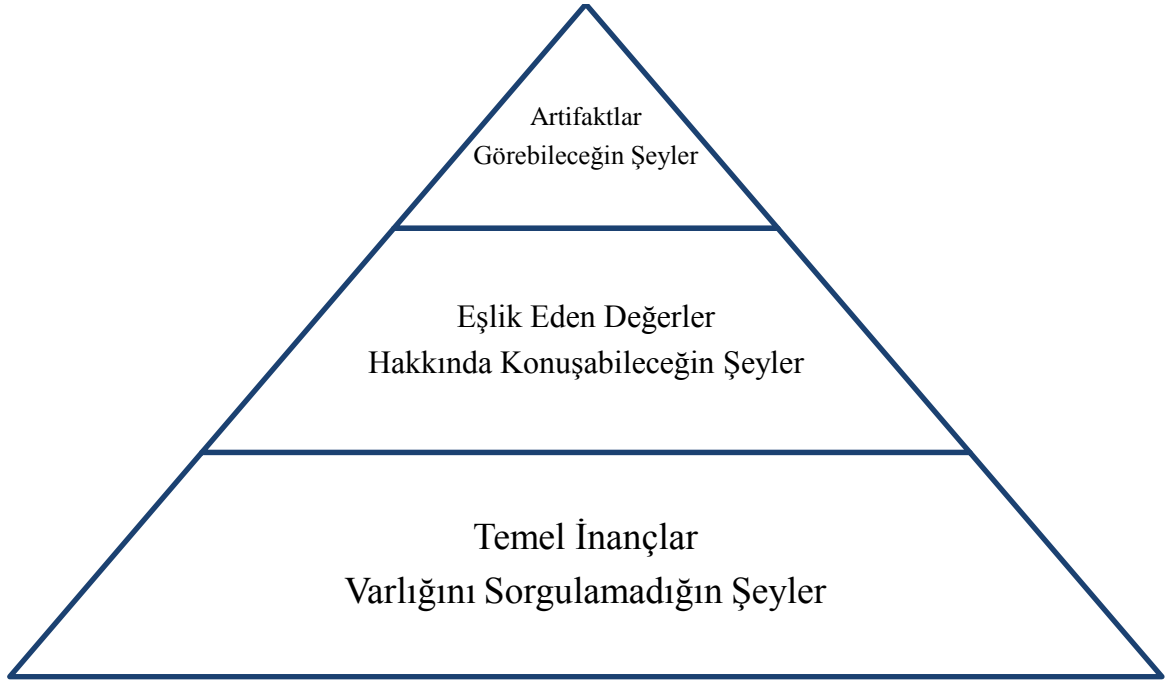 Artifaktlar
Görebileceğin Şeyler
Eşlik Eden Değerler
Hakkında Konuşabileceğin Şeyler
Temel İnançlar
Varlığını Sorgulamadığın Şeyler